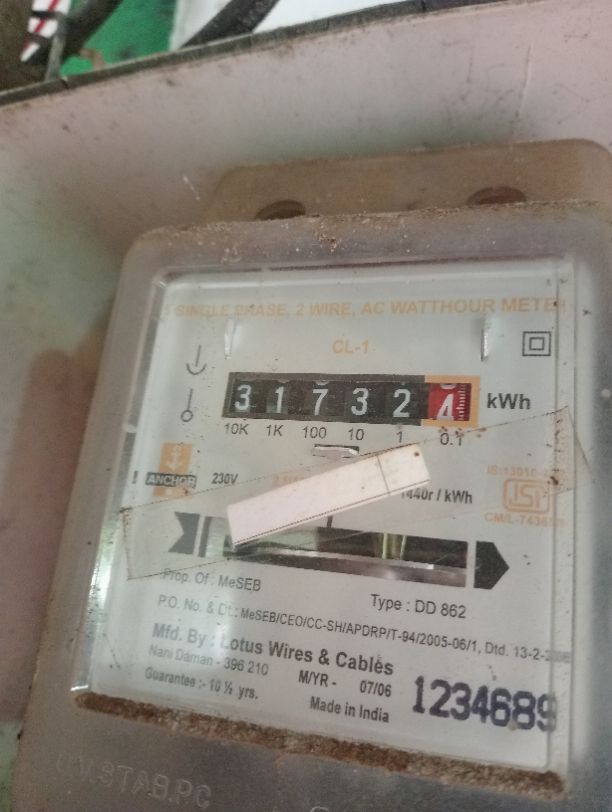 SINGLE PHASE, 2 WIRE, AC WATTHOUR METER
CL-1
3 1 7 3 2 4 kWh
10K 1K 100 10 1 0.1
ANCHOR 230V 1440r / kWh
ISI
Prop. Of : MeSEB
Type : DD 862
P.O. No. & Dt.: MeSEB/CEO/CC-SH/APDRP/T-94/2005-06/1, Dtd. 13-2-
Mfd. By : Lotus Wires & Cables
Nani Daman - 396 210
M/YR - 07/06
Guarantee :- 10 ½ yrs.
Made in India
1234689
U.V.STAB.PC